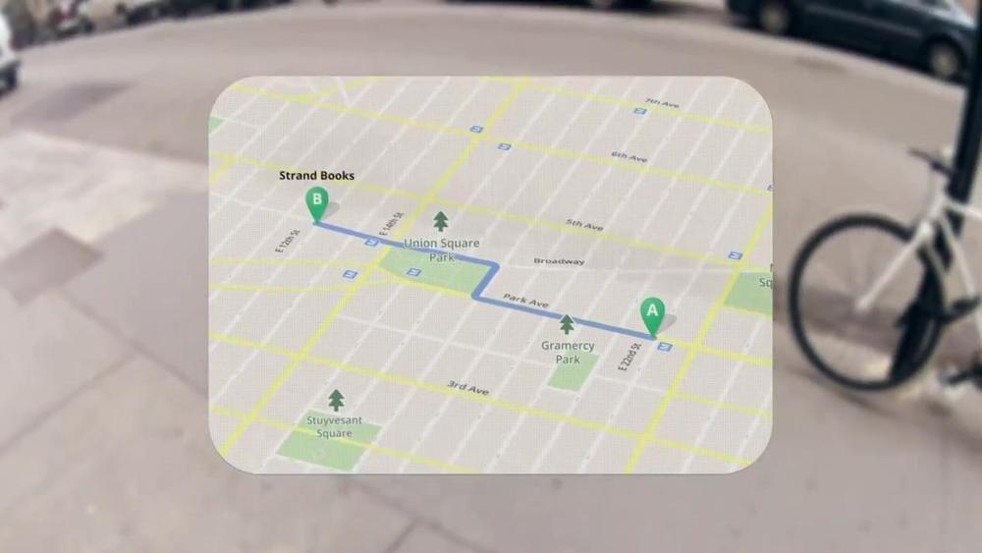 7th Ave
6th Ave
Strand Books
B
E 14th St
5th Ave
E 12th St
Union Square
Park
Broadway
Sq
Park Ave
A
Gramercy
Park
E 22nd St
3rd Ave
Stuyvesant
Square